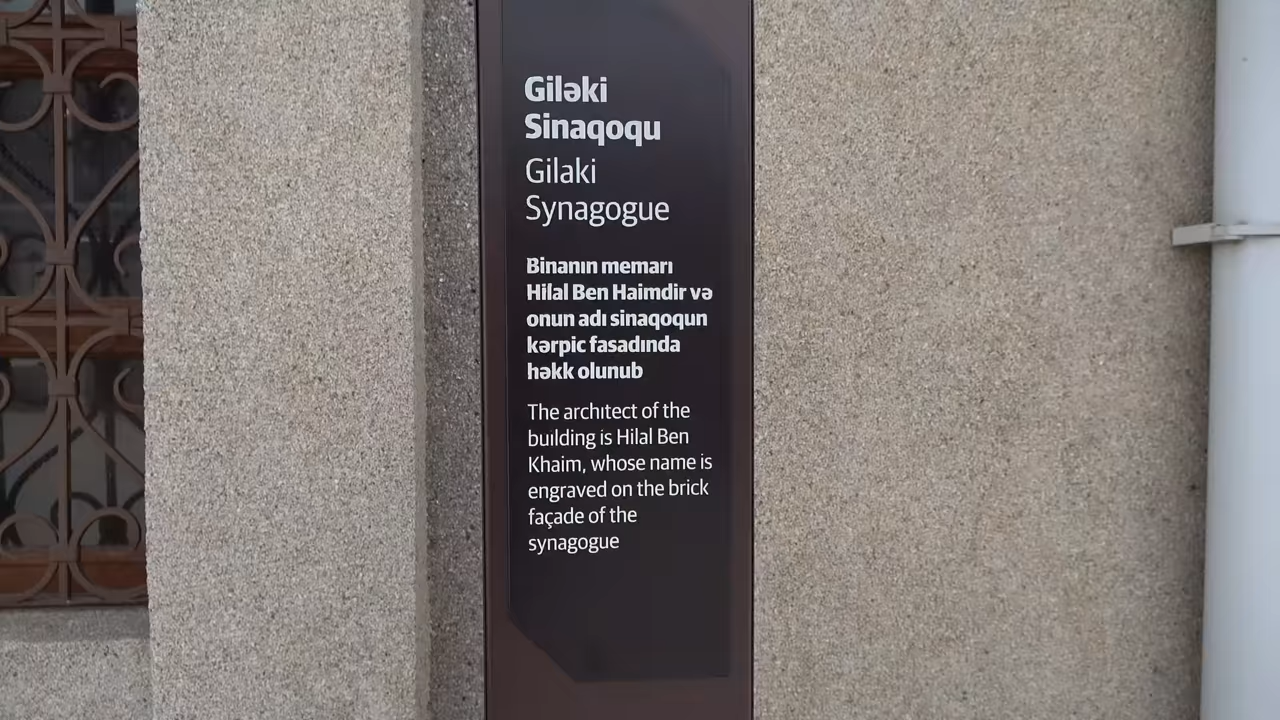 Giləki
Sinaqoqu
Gilaki
Synagogue
Binanın memarı
Hilal Ben Haimdir və
onun adı sinaqoqun
kərpic fasadında
həkk olunub
The architect of the
building is Hilal Ben
Khaim, whose name is
engraved on the brick
façade of the
synagogue